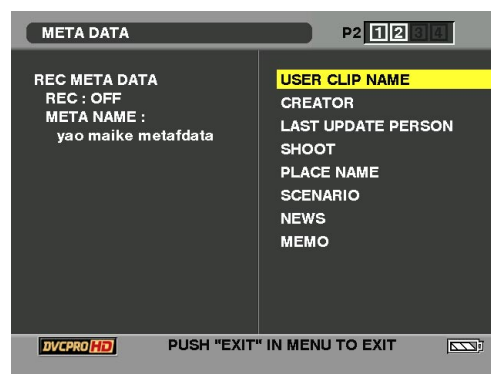 META DATA
P2 1 2 3 4
REC META DATA
REC : OFF
META NAME :
yao maike metafdata
USER CLIP NAME
CREATOR
LAST UPDATE PERSON
SHOOT
PLACE NAME
SCENARIO
NEWS
MEMO
DVCPRO HD
PUSH "EXIT" IN MENU TO EXIT